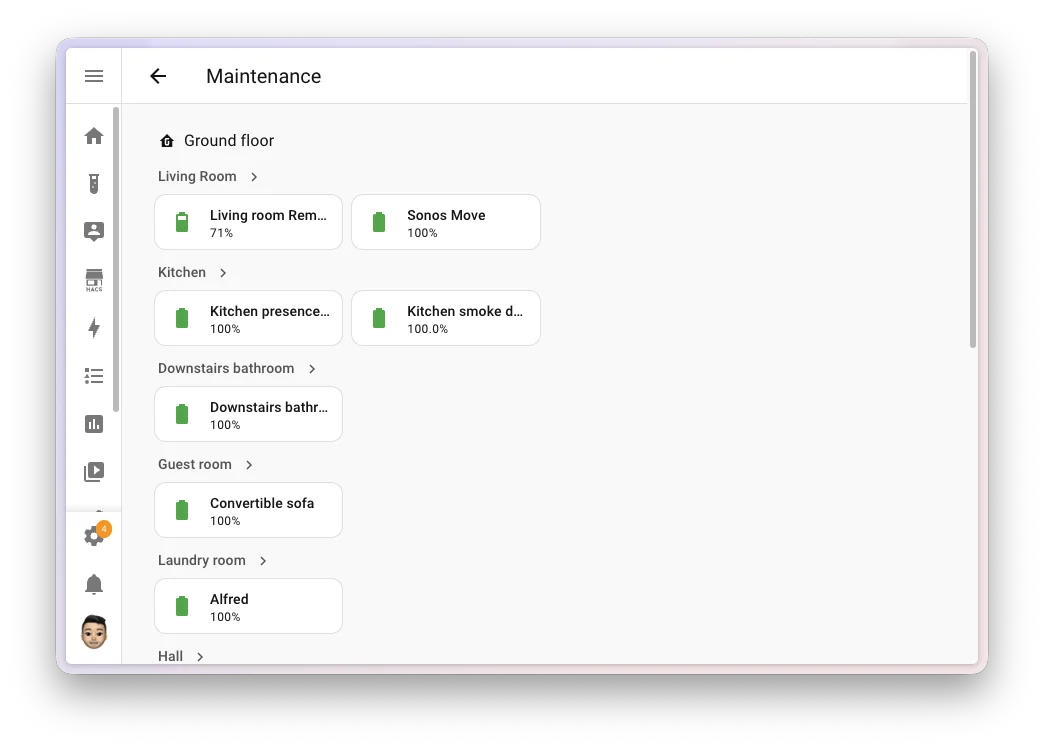 Maintenance
Ground floor
Living Room
Living room Rem...
71%
Sonos Move
100%
Kitchen
Kitchen presence...
100%
Kitchen smoke d...
100.0%
Downstairs bathroom
Downstairs bathr...
100%
Guest room
Convertible sofa
100%
Laundry room
Alfred
100%
Hall
HACS
4